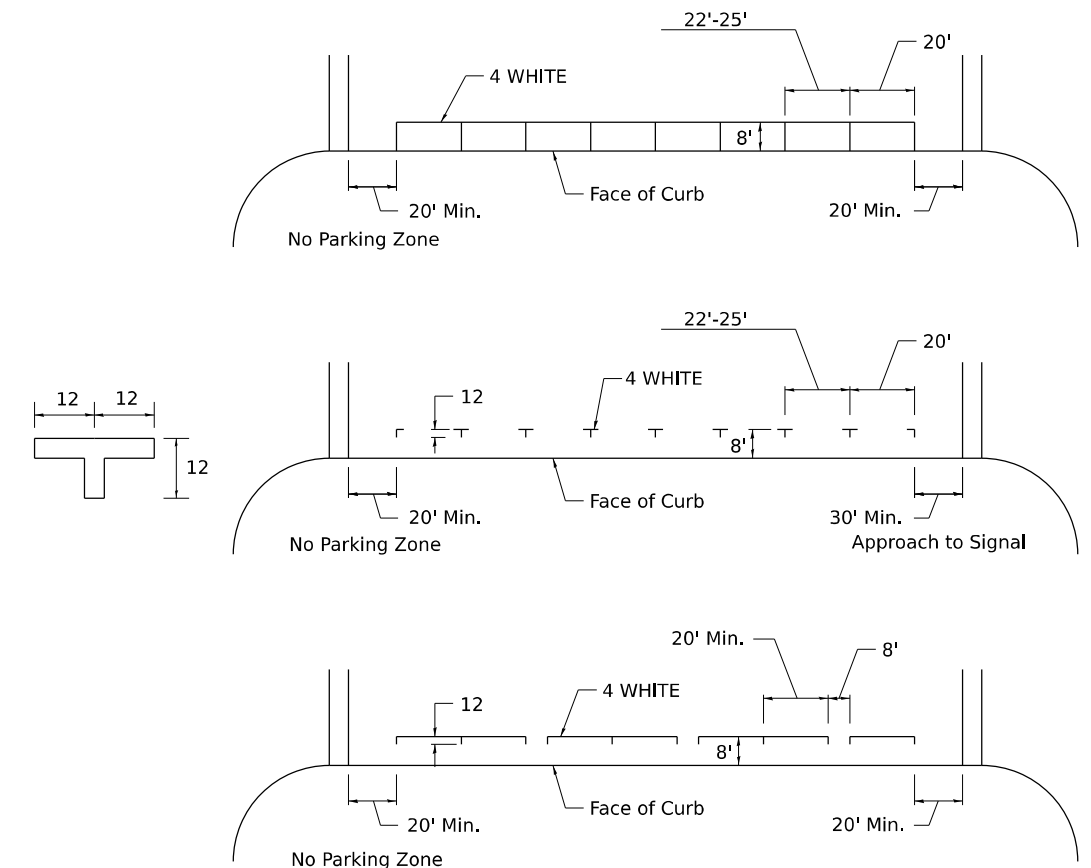 22'-25'
20'
4 WHITE
8'
Face of Curb
20' Min.
20' Min.
No Parking Zone
22'-25'
20'
12
4 WHITE
12 12
8'
12
Face of Curb
20' Min.
30' Min.
No Parking Zone
Approach to Signal
20' Min.
8'
4 WHITE
12
8'
Face of Curb
20' Min.
20' Min.
No Parking Zone